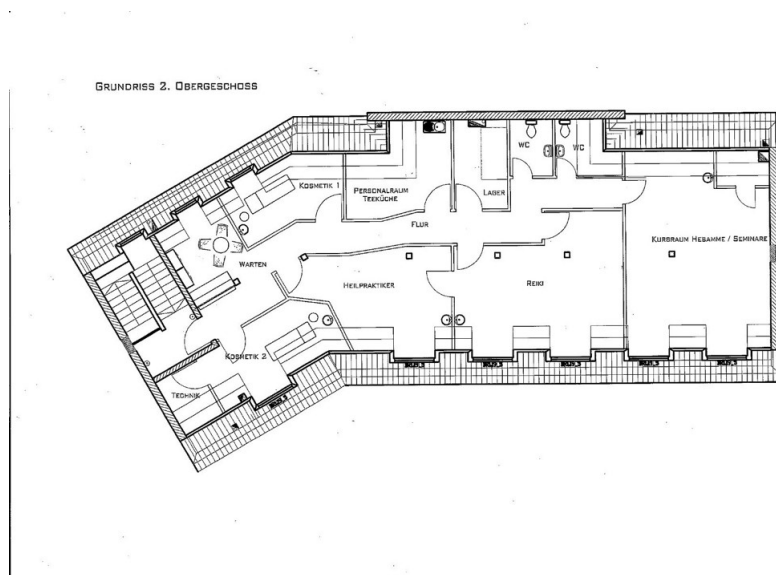 GRUNDRISS 2. OBERGESCHOSS
WC
WC
KOSMETIK 1
PERSONALRAUM
TEEKÜCHE
LAGER
FLUR
KURSRAUM HEBAMME / SEMINARE
WARTEN
HEILPRAKTIKER
REIKI
KOSMETIK 2
TECHNIK